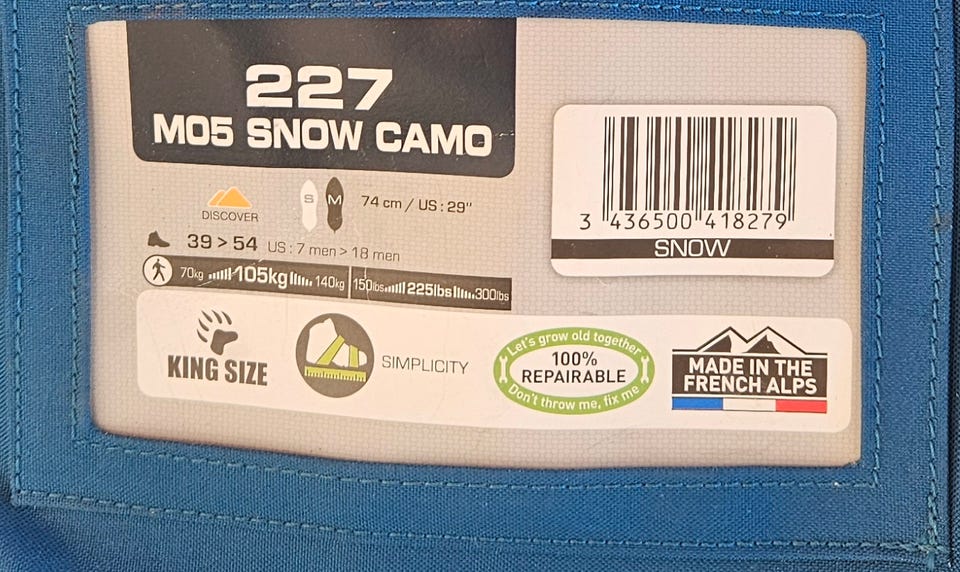 227
M05 SNOW CAMO
DISCOVER
S M 74 cm / US : 29"
39 > 54 US : 7 men > 18 men
70kg 105kg 140kg 150lbs 225lbs 300lbs
3 436500 418279
SNOW
KING SIZE
SIMPLICITY
Let's grow old together
100%
REPAIRABLE
Don't throw me, fix me
MADE IN THE
FRENCH ALPS